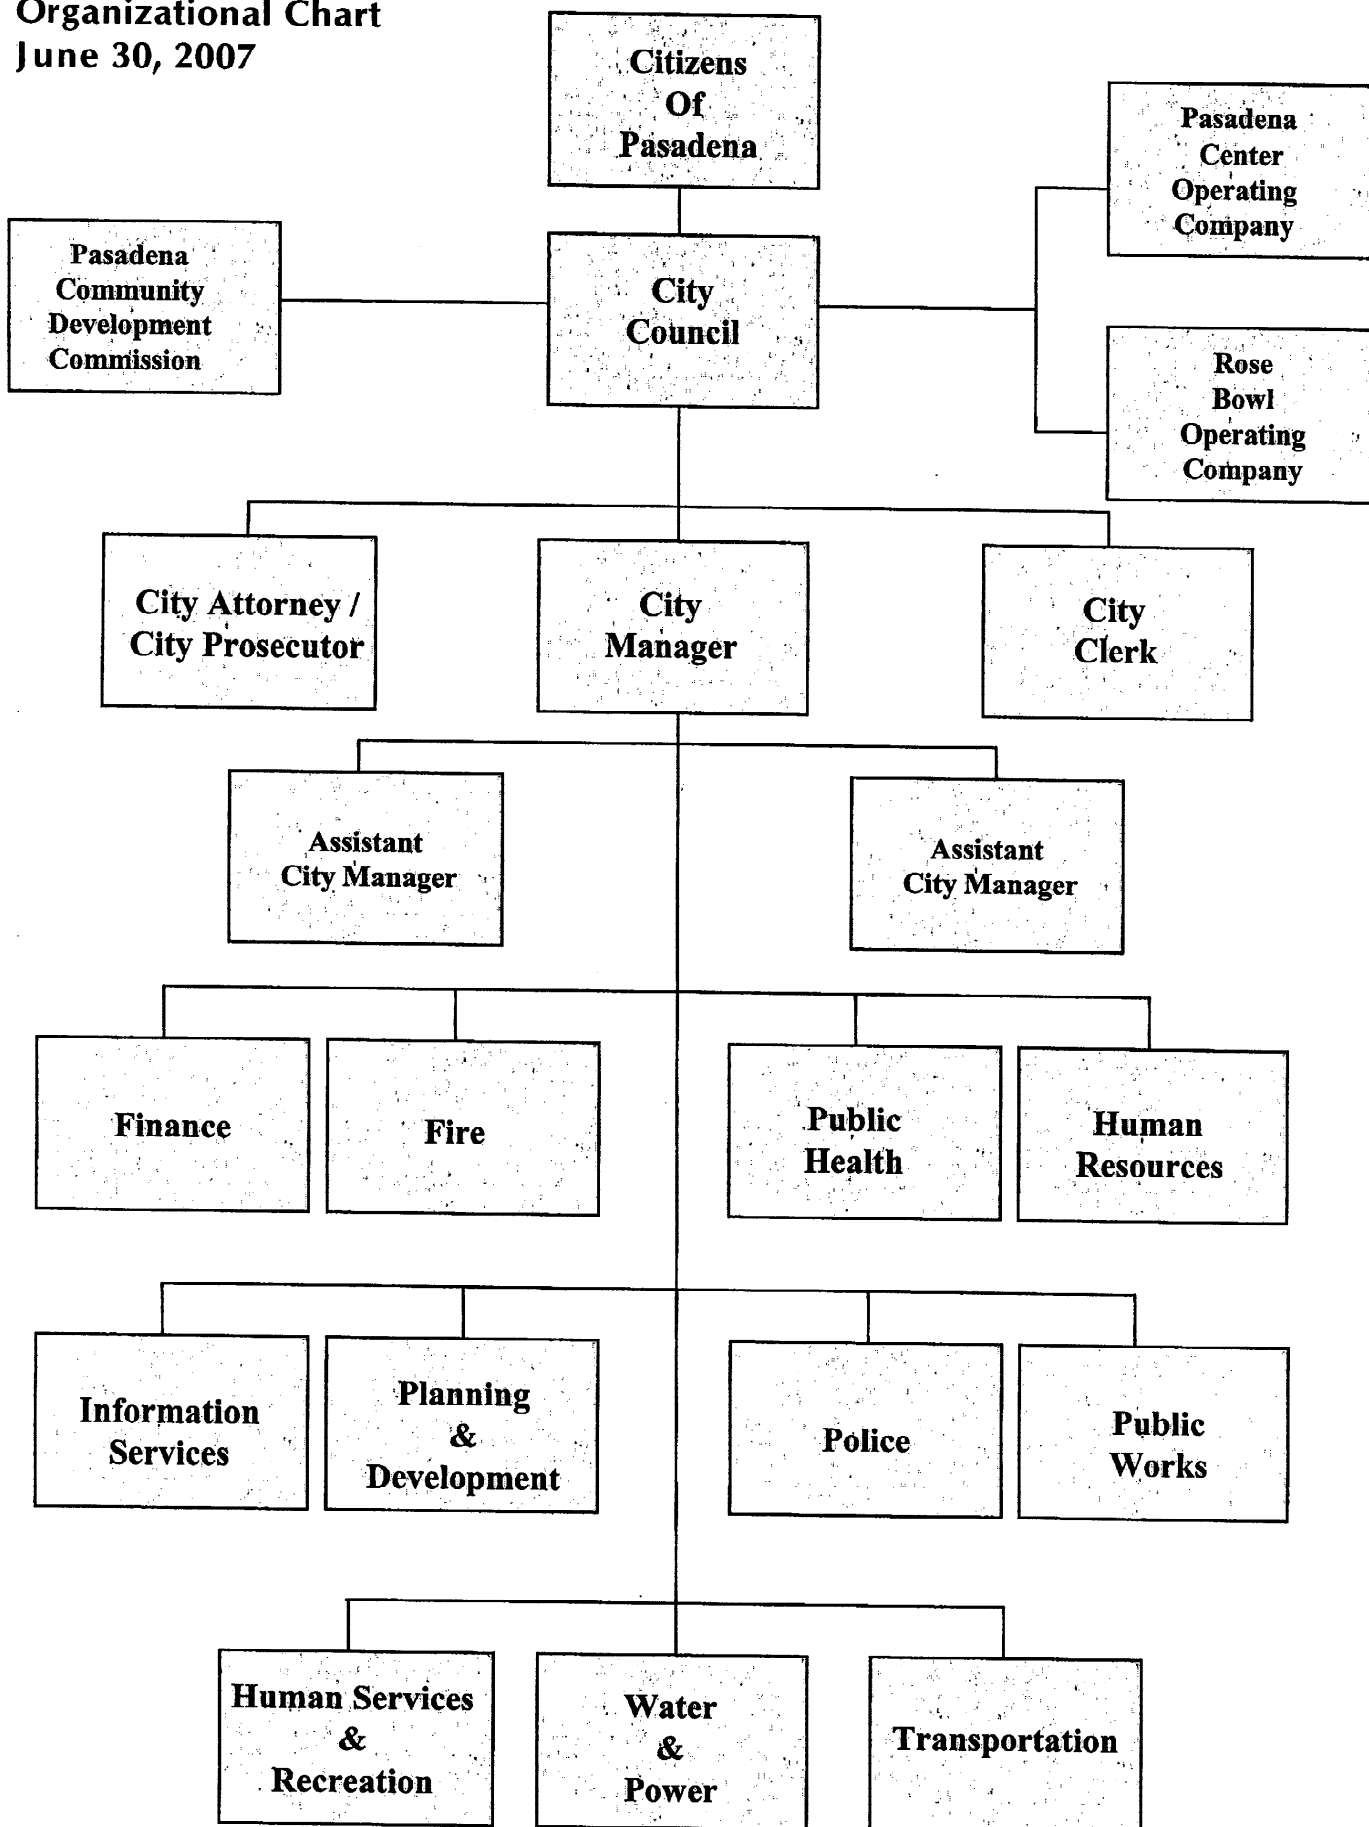 Organizational Chart
June 30, 2007
Citizens
Of
Pasadena
Pasadena
Center
Operating
Company
Pasadena
Community
Development
Commission
City
Council
Rose
Bowl
Operating
Company
City Attorney /
City Prosecutor
City
Manager
City
Clerk
Assistant
City Manager
Assistant
City Manager
Finance
Fire
Public
Health
Human
Resources
Information
Services
Planning
&
Development
Police
Public
Works
Human Services
&
Recreation
Water
&
Power
Transportation